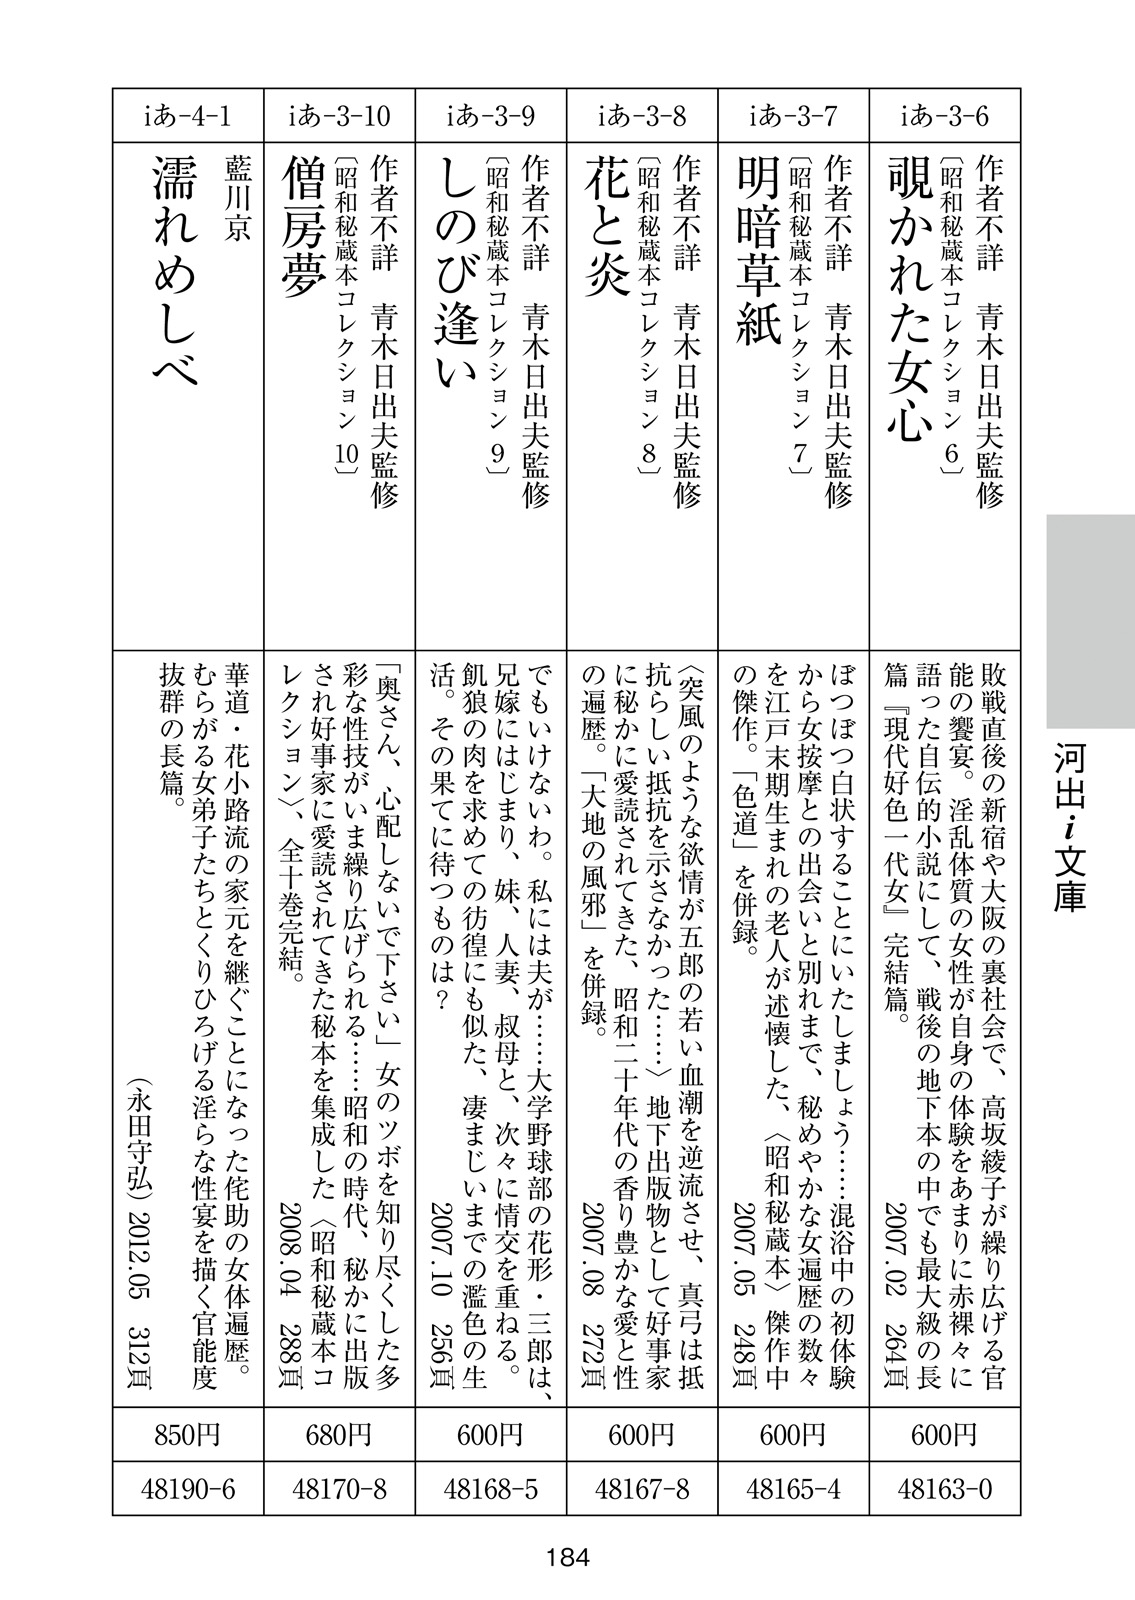 河出i文庫
iあ-3-6
作者不詳　青木日出夫監修
〔昭和秘蔵本コレクション 6〕
覗かれた女心
敗戦直後の新宿や大阪の裏社会で、高坂綾子が繰り広げる官
能の饗宴。淫乱体質の女性が自身の体験をあまりに赤裸々に
語った自伝的小説にして、戦後の地下本の中でも最大級の長
篇『現代好色一代女』完結篇。
2007.02　264頁
600円
48163-0
iあ-3-7
作者不詳　青木日出夫監修
〔昭和秘蔵本コレクション 7〕
明暗草紙
ぼつぼつ白状することにいたしましょう……混浴中の初体験
から女按摩との出会いと別れまで、秘めやかな女遍歴の数々
を江戸末期生まれの老人が述懐した、〈昭和秘蔵本〉傑作中
の傑作。「色道」を併録。
2007.05　248頁
600円
48165-4
iあ-3-8
作者不詳　青木日出夫監修
〔昭和秘蔵本コレクション 8〕
花と炎
〈突風のような欲情が五郎の若い血潮を逆流させ、真弓は抵
抗らしい抵抗を示さなかった……〉地下出版物として好事家
に秘かに愛読されてきた、昭和二十年代の香り豊かな愛と性
の遍歴。「大地の風邪」を併録。
2007.08　272頁
600円
48167-8
iあ-3-9
作者不詳　青木日出夫監修
〔昭和秘蔵本コレクション 9〕
しのび逢い
でもいけないわ。私には夫が……大学野球部の花形・三郎は、
兄嫁にはじまり、妹、人妻、叔母と、次々に情交を重ねる。
飢狼の肉を求めての彷徨にも似た、凄まじいまでの濫色の生
活。その果てに待つものは？
2007.10　256頁
600円
48168-5
iあ-3-10
作者不詳　青木日出夫監修
〔昭和秘蔵本コレクション 10〕
僧房夢
「奥さん、心配しないで下さい」女のツボを知り尽くした多
彩な性技がいま繰り広げられる……昭和の時代、秘かに出版
され好事家に愛読されてきた秘本を集成した〈昭和秘蔵本コ
レクション〉、全十巻完結。
2008.04　288頁
680円
48170-8
iあ-4-1
藍川京
濡れめしべ
華道・花小路流の家元を継ぐことになった侘助の女体遍歴。
むらがる女弟子たちとくりひろげる淫らな性宴を描く官能度
抜群の長篇。
（永田守弘）2012.05　312頁
850円
48190-6
184